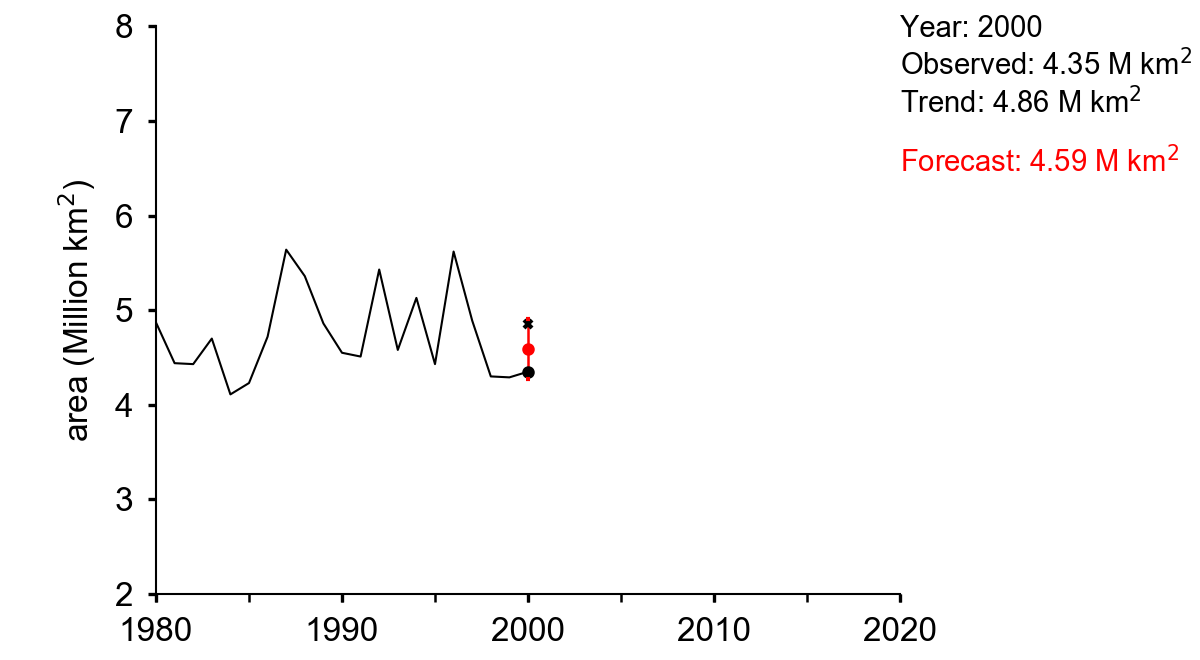 Year: 2000
Observed: 4.35 M km²
Trend: 4.86 M km²
Forecast: 4.59 M km²
area (Million km²)
8
7
6
5
4
3
2
1980 1990 2000 2010 2020